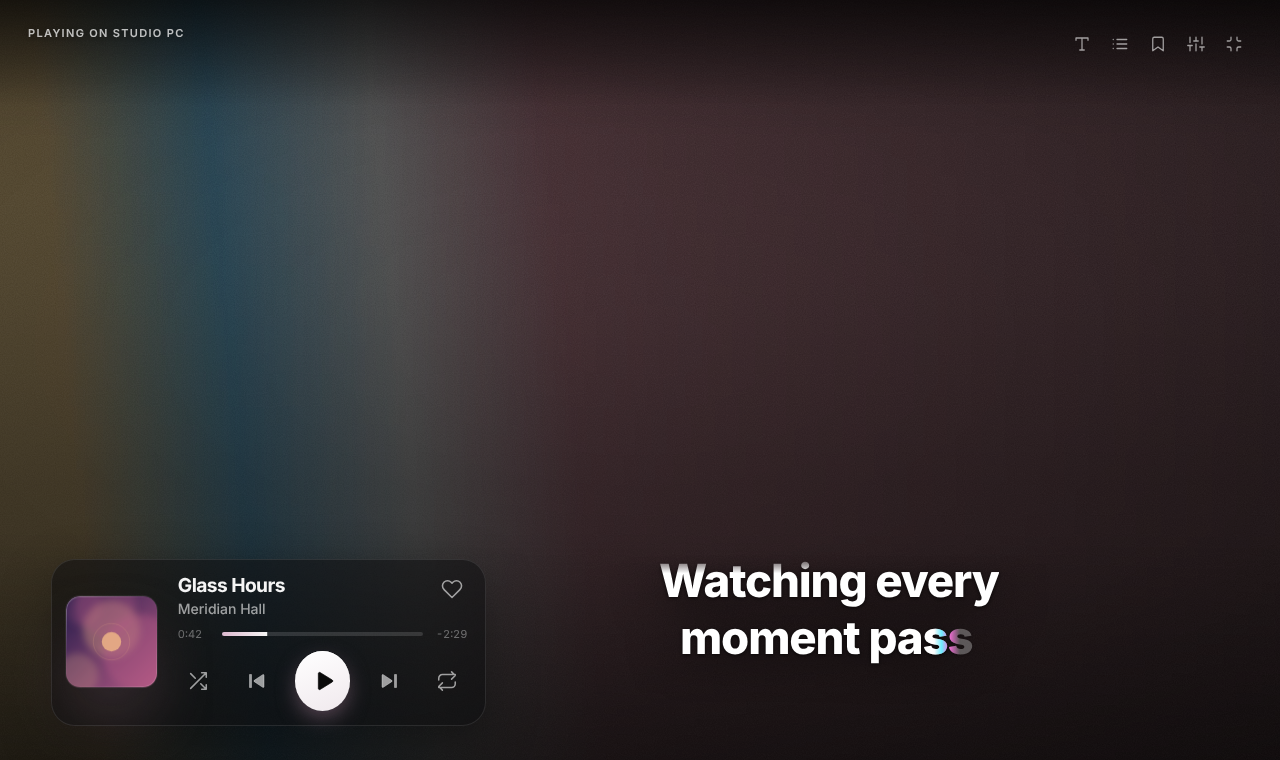 PLAYING ON STUDIO PC
Glass Hours
Meridian Hall
0:42
-2:29
Watching every
moment pass